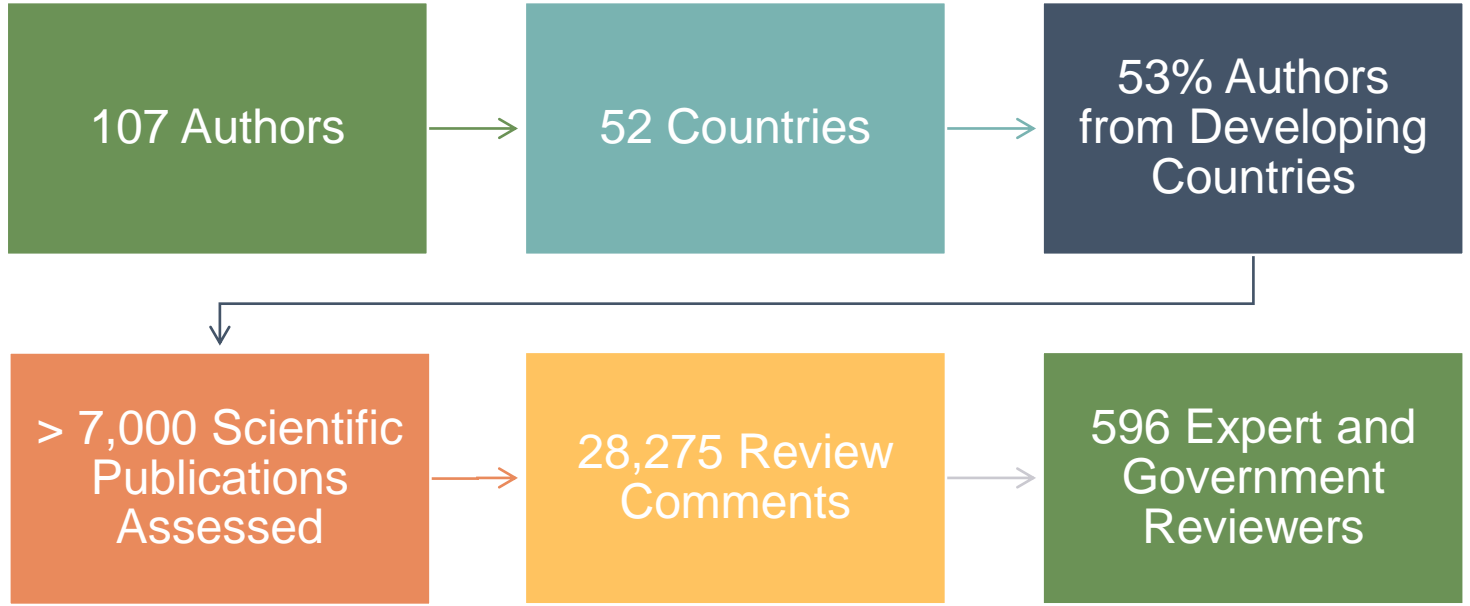 107 Authors
52 Countries
53% Authors
from Developing
Countries
> 7,000 Scientific
Publications
Assessed
28,275 Review
Comments
596 Expert and
Government
Reviewers